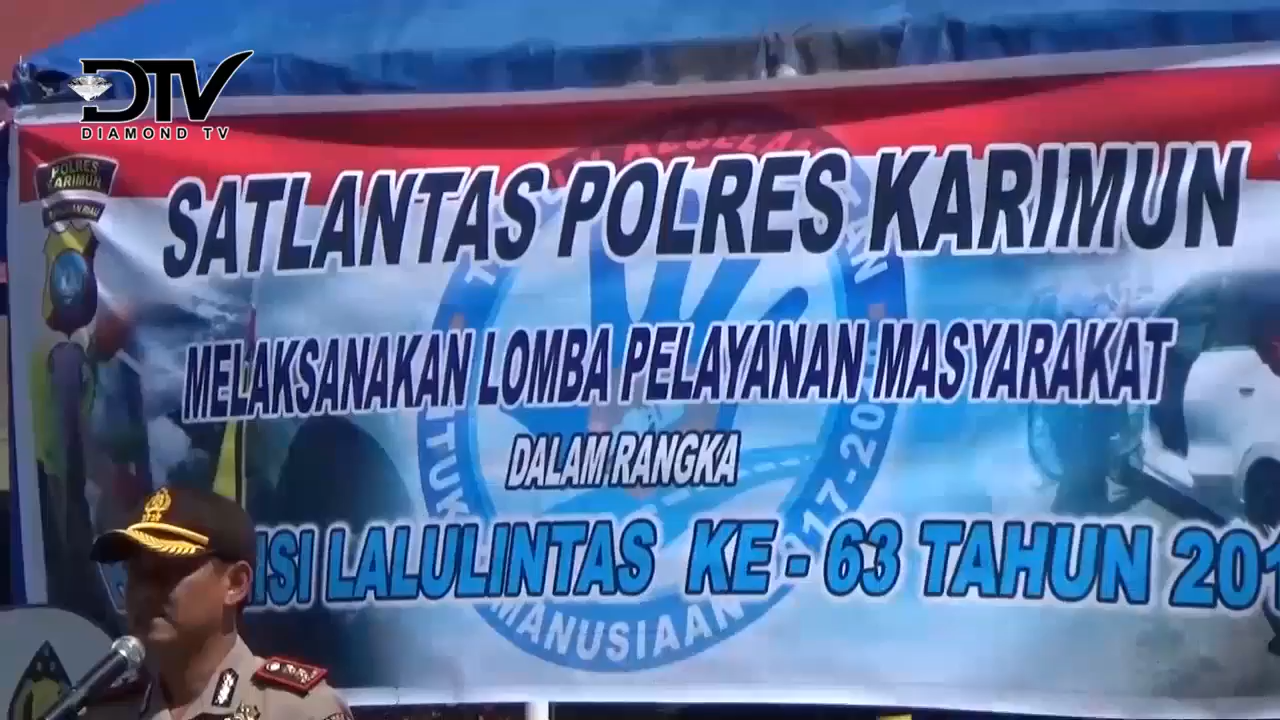 DTV
DIAMOND TV
POLRES
KARIMUN
SATLANTAS POLRES KARIMUN
MELAKSANAKAN LOMBA PELAYANAN MASYARAKAT
DALAM RANGKA
LALULINTAS KE - 63 TAHUN
MANUSIAAN